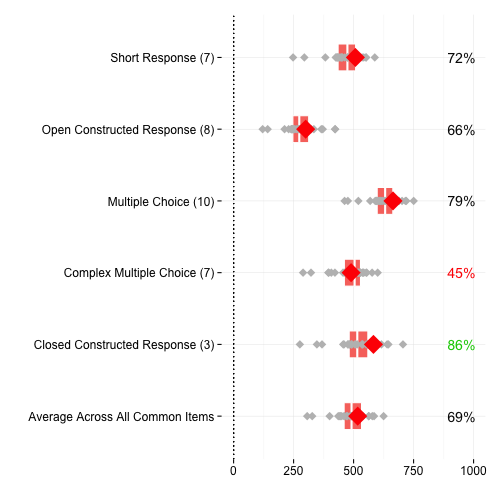 Short Response (7) 72%
Open Constructed Response (8) 66%
Multiple Choice (10) 79%
Complex Multiple Choice (7) 45%
Closed Constructed Response (3) 86%
Average Across All Common Items 69%
0 250 500 750 1000